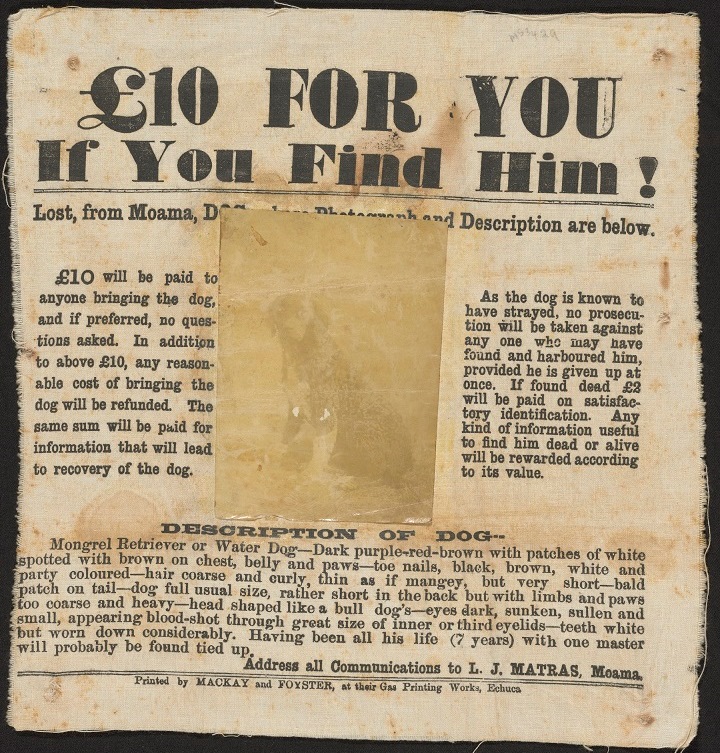 £10 FOR YOU
If You Find Him!
Lost, from Moama, DOG whose Photograph and Description are below.
£10 will be paid to
anyone bringing the dog,
and if preferred, no ques-
tions asked. In addition
to above £10, any reason-
able cost of bringing the
dog will be refunded. The
same sum will be paid for
information that will lead
to recovery of the dog.
As the dog is known to
have strayed, no prosecu-
tion will be taken against
any one who may have
found and harboured him,
provided he is given up at
once. If found dead £2
will be paid on satisfac-
tory identification. Any
kind of information useful
to find him dead or alive
will be rewarded according
to its value.
DESCRIPTION OF DOG--
Mongrel Retriever or Water Dog—Dark purple-red-brown with patches of white
spotted with brown on chest, belly and paws—toe nails, black, brown, white and
party coloured—hair coarse and curly, thin as if mangey, but very short—bald
patch on tail—dog full usual size, rather short in the back but with limbs and paws
too coarse and heavy—head shaped like a bull dog's—eyes dark, sunken, sullen and
small, appearing blood-shot through great size of inner or third eyelids—teeth white
but worn down considerably. Having been all his life (7 years) with one master
will probably be found tied up.
Address all Communications to L. J. MATRAS, Moama.
Printed by MACKAY and FOYSTER, at their Gas Printing Works, Echuca